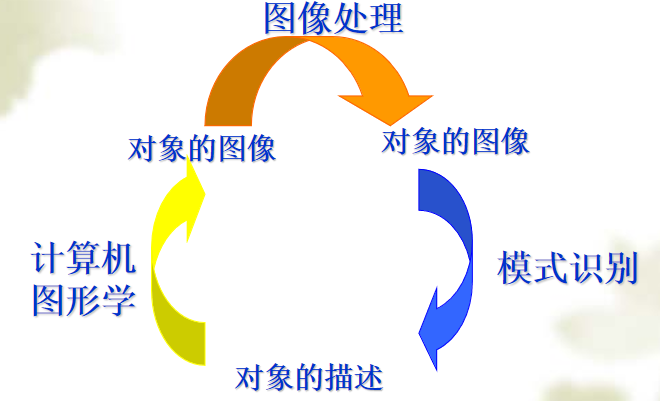 图像处理
对象的图像
对象的图像
计算机
图形学
模式识别
对象的描述